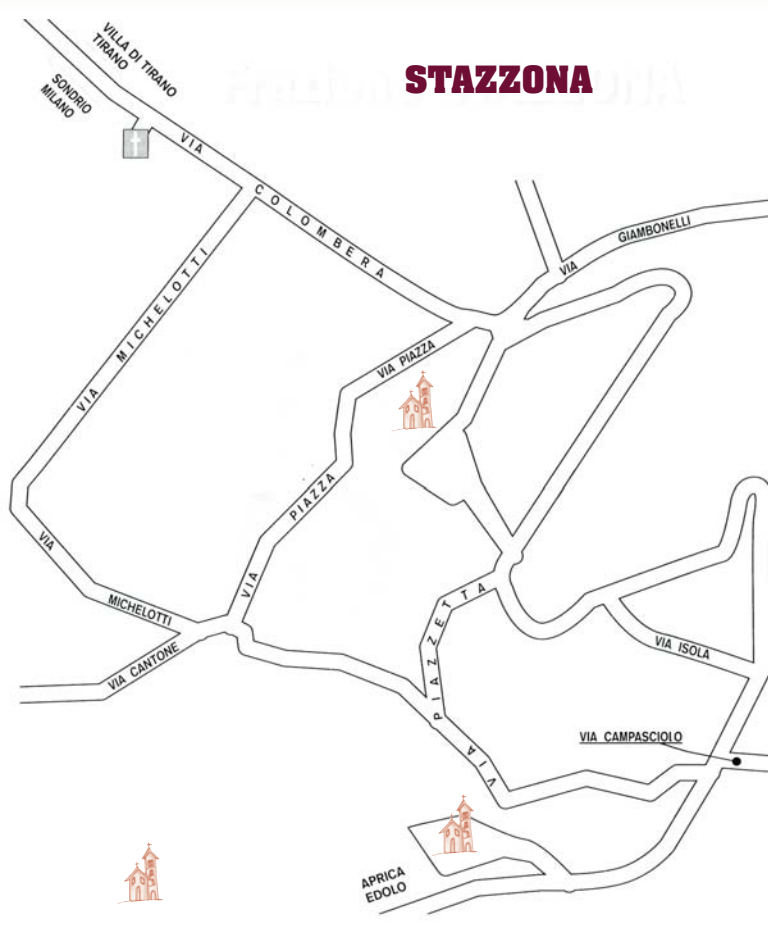 VILLA DI TIRANO
TIRANO
STAZZONA
SONDRIO
MILANO
VIA COLOMBERA
VIA GIAMBONELLI
VIA MICHELOTTI
VIA PIAZZA
VIA PIAZZA
VIA MICHELOTTI
VIA CANTONE
VIA PIAZZETTA
VIA ISOLA
VIA CAMPASCIOLO
APRICA
EDOLO